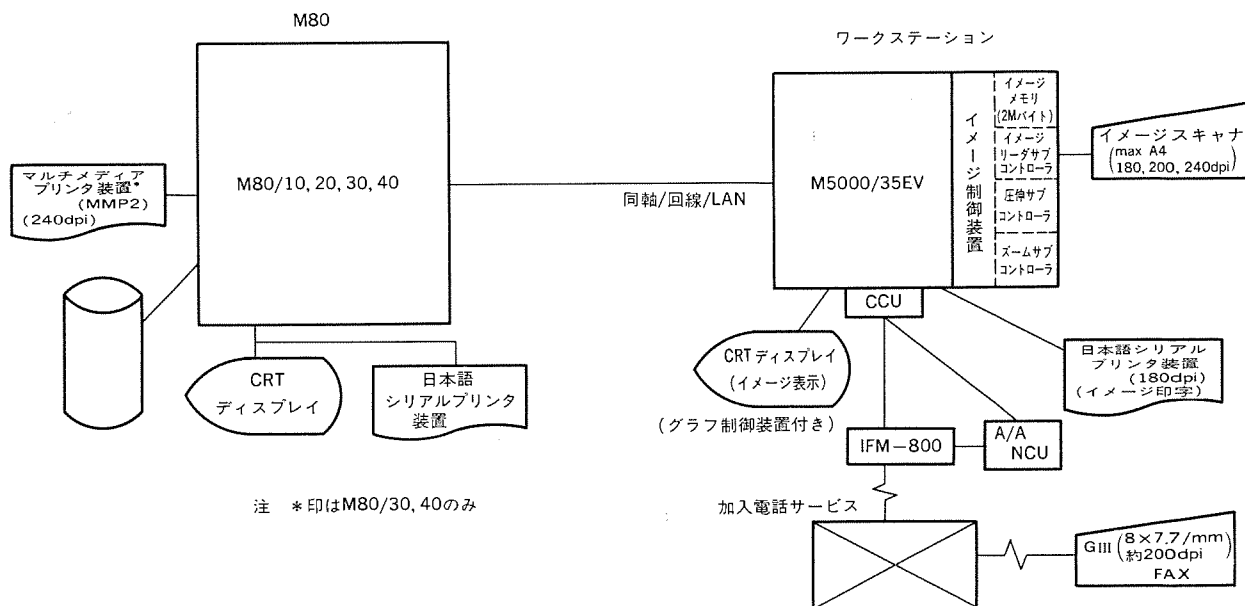 M80
M80/10, 20, 30, 40
マルチメディア
プリンタ装置*
(MMP2)
(240dpi)
CRT
ディスプレイ
日本語
シリアルプリンタ
装置
注 *印はM80/30, 40のみ
同軸/回線/LAN
ワークステーション
M5000/35EV
イメージ制御装置
イメージ
メモリ
(2Mバイト)
イメージ
リーダサブ
コントローラ
圧伸サブ
コントローラ
ズームサブ
コントローラ
イメージスキャナ
(max A4
180, 200, 240dpi)
CCU
CRTディスプレイ
(イメージ表示)
(グラフ制御装置付き)
日本語シリアル
プリンタ装置
(180dpi)
(イメージ印字)
IFM-800
A/A
NCU
加入電話サービス
GIII (8×7.7/mm
約200dpi)
FAX